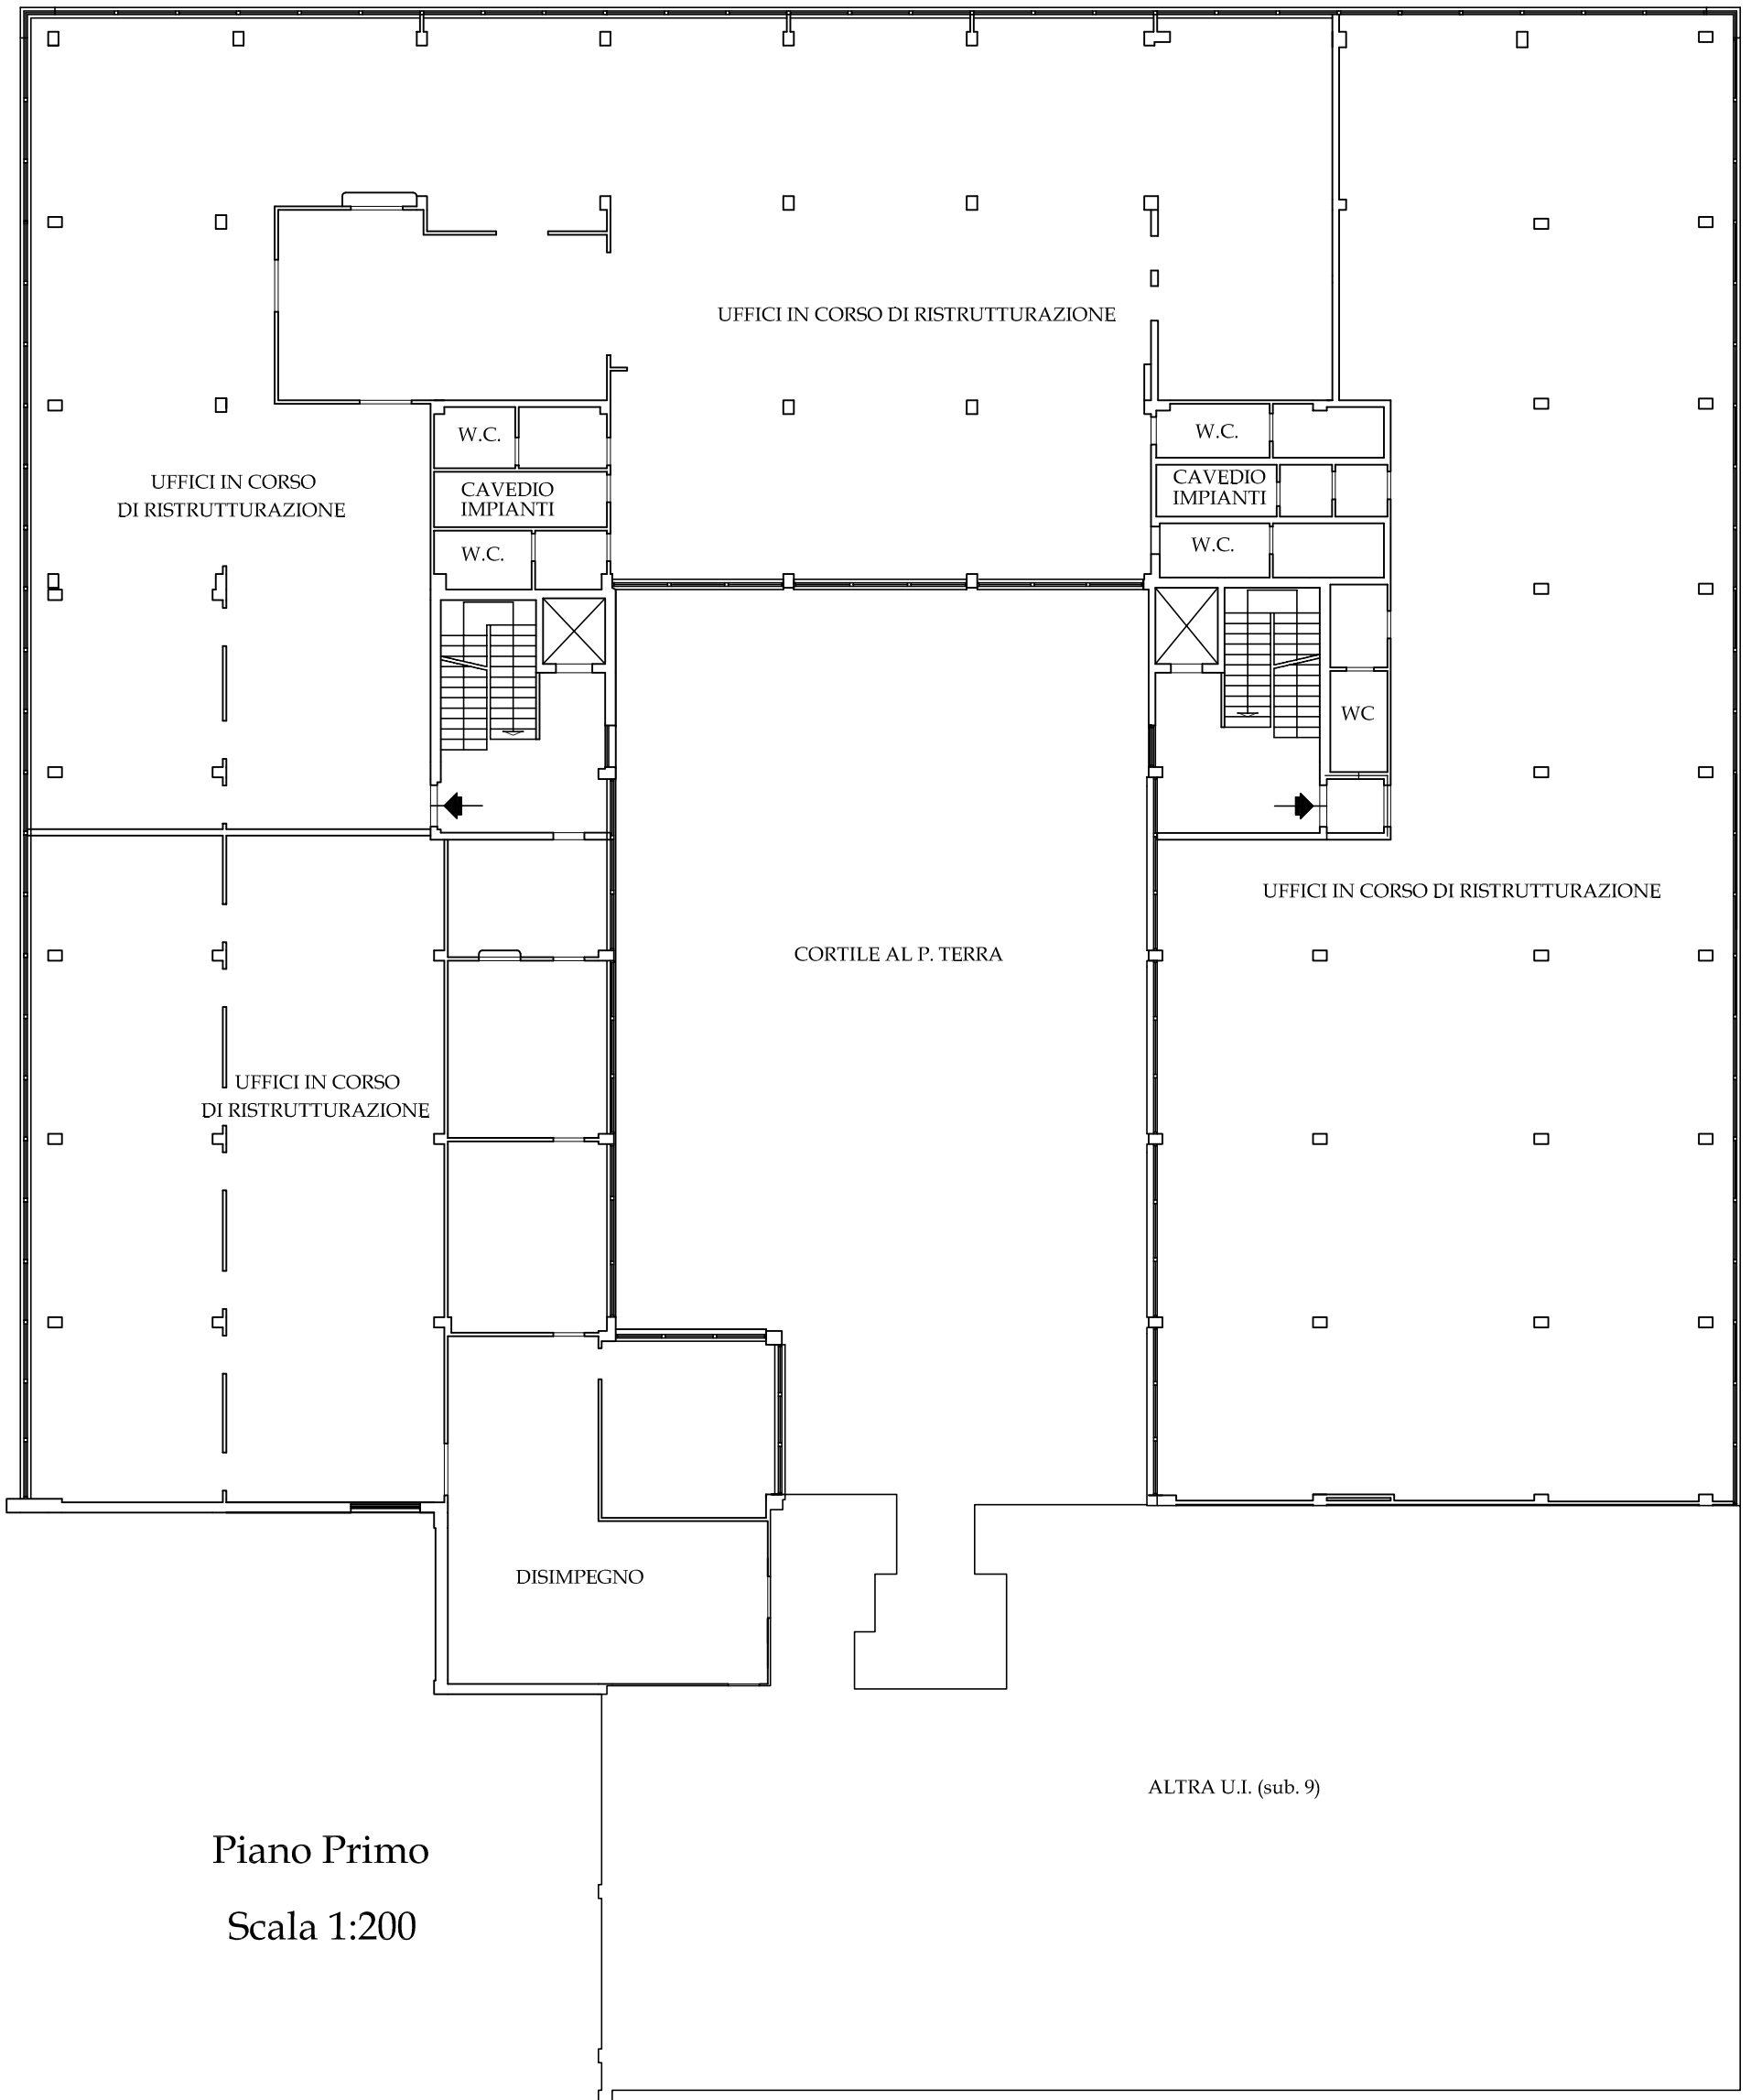 UFFICI IN CORSO DI RISTRUTTURAZIONE
W.C.
W.C.
UFFICI IN CORSO
DI RISTRUTTURAZIONE
CAVEDIO
IMPIANTI
CAVEDIO
IMPIANTI
W.C.
W.C.
WC
UFFICI IN CORSO DI RISTRUTTURAZIONE
CORTILE AL P. TERRA
UFFICI IN CORSO
DI RISTRUTTURAZIONE
DISIMPEGNO
ALTRA U.I. (sub. 9)
Piano Primo
Scala 1:200